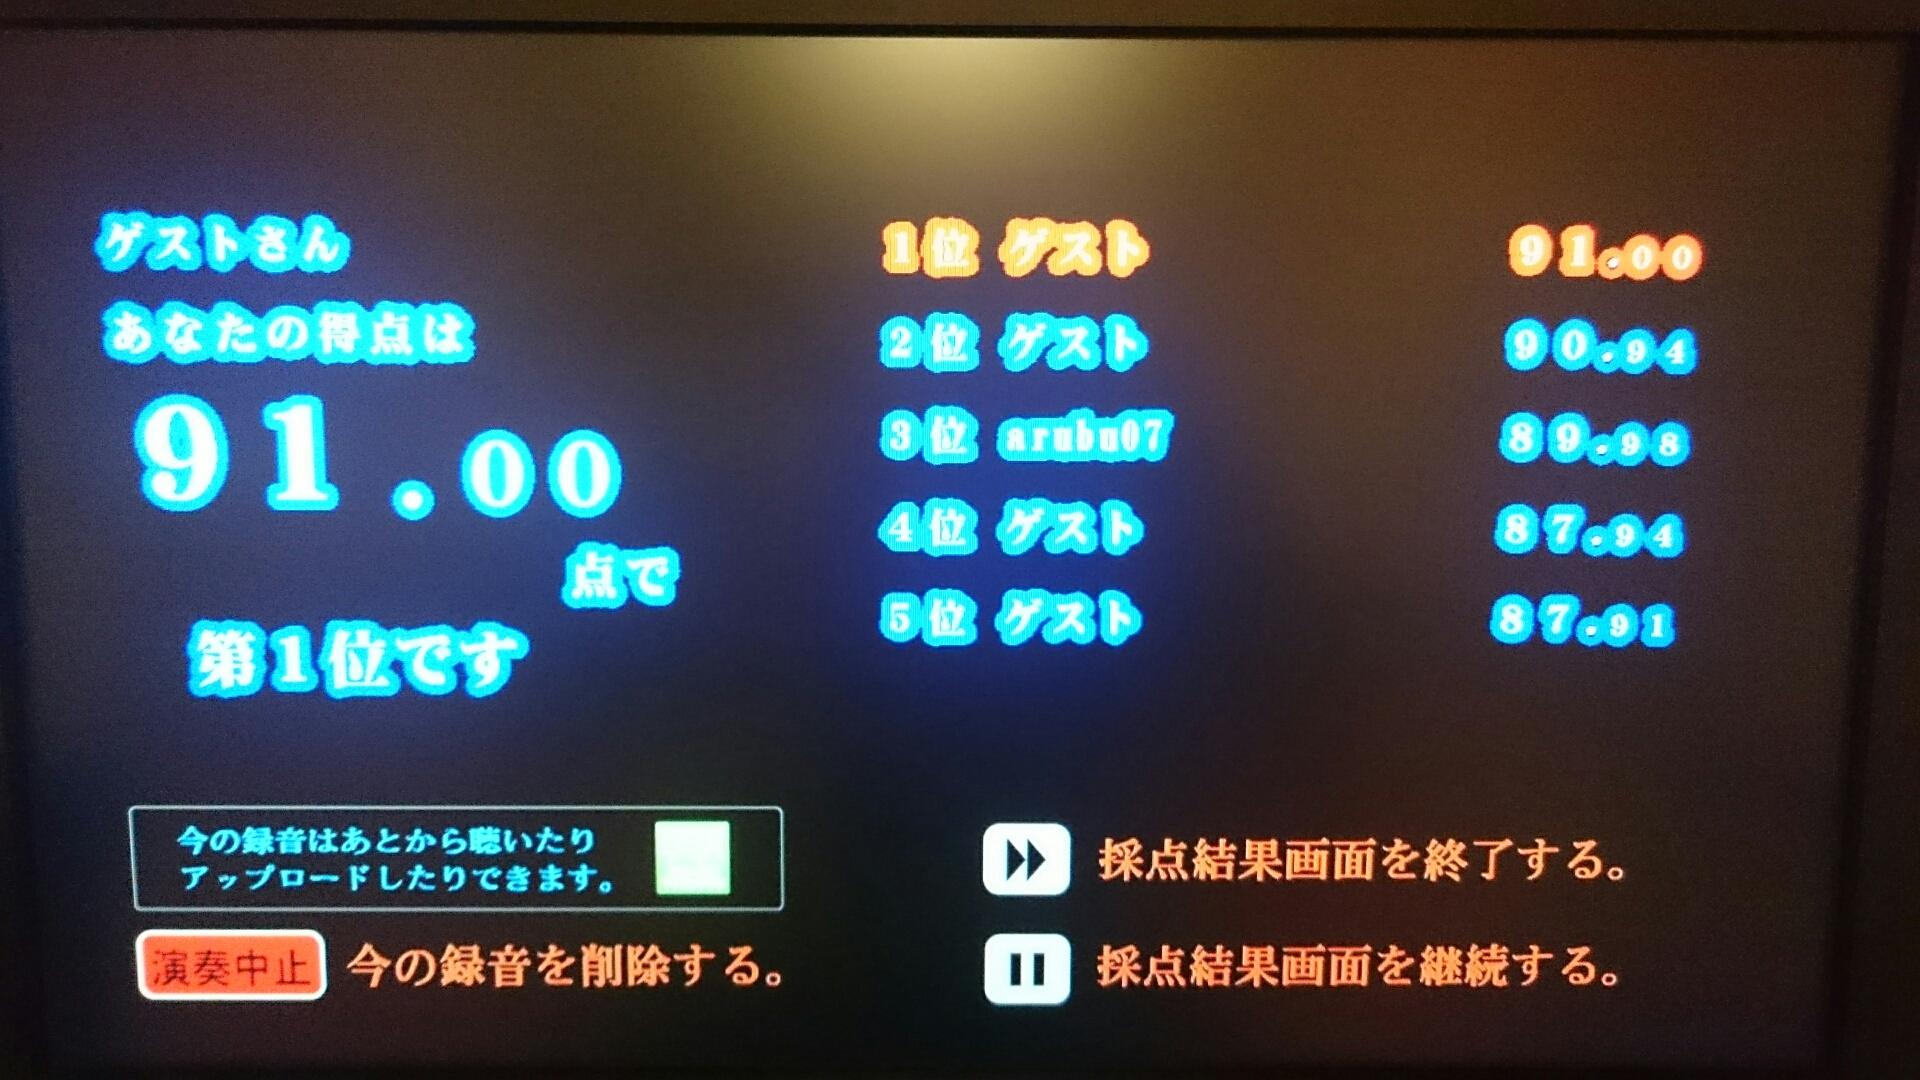 ゲストさん
あなたの得点は
91.00
点で
第1位です
1位 ゲスト 91.00
2位 ゲスト 90.94
3位 arubu07 89.98
4位 ゲスト 87.94
5位 ゲスト 87.91
今の録音はあとから聴いたり
アップロードしたりできます。
演奏中止 今の録音を削除する。
採点結果画面を終了する。
採点結果画面を継続する。